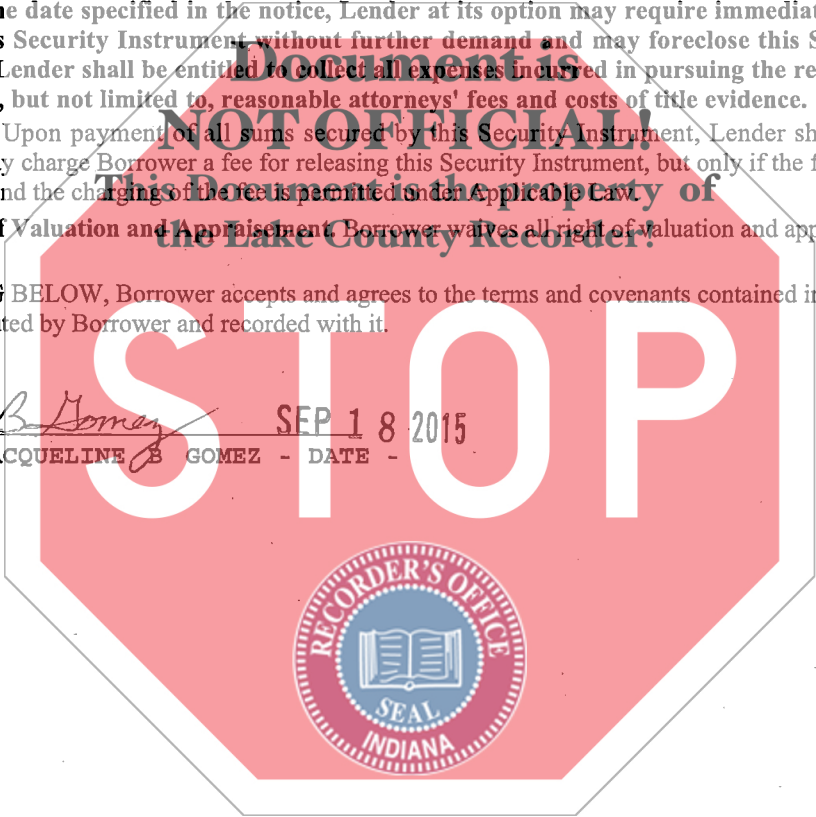 e date specified in the notice, Lender at its option may require immediat
s Security Instrument without further demand and may foreclose this S
Lender shall be entitled to collect all expenses incurred in pursuing the re
, but not limited to, reasonable attorneys' fees and costs of title evidence.
Document is
NOT OFFICIAL!
This Document is the property of
the Lake County Recorder!
Upon payment of all sums secured by this Security Instrument, Lender sh
y charge Borrower a fee for releasing this Security Instrument, but only if the f
nd the charging of the fee is permitted under Applicable Law.
f Valuation and Appraisement. Borrower waives all right of valuation and app
G BELOW, Borrower accepts and agrees to the terms and covenants contained in
ted by Borrower and recorded with it.
STOP
B Gomez
SEP 18 2015
CQUELINE B GOMEZ - DATE -
RECORDER'S OFFICE
SEAL
INDIANA